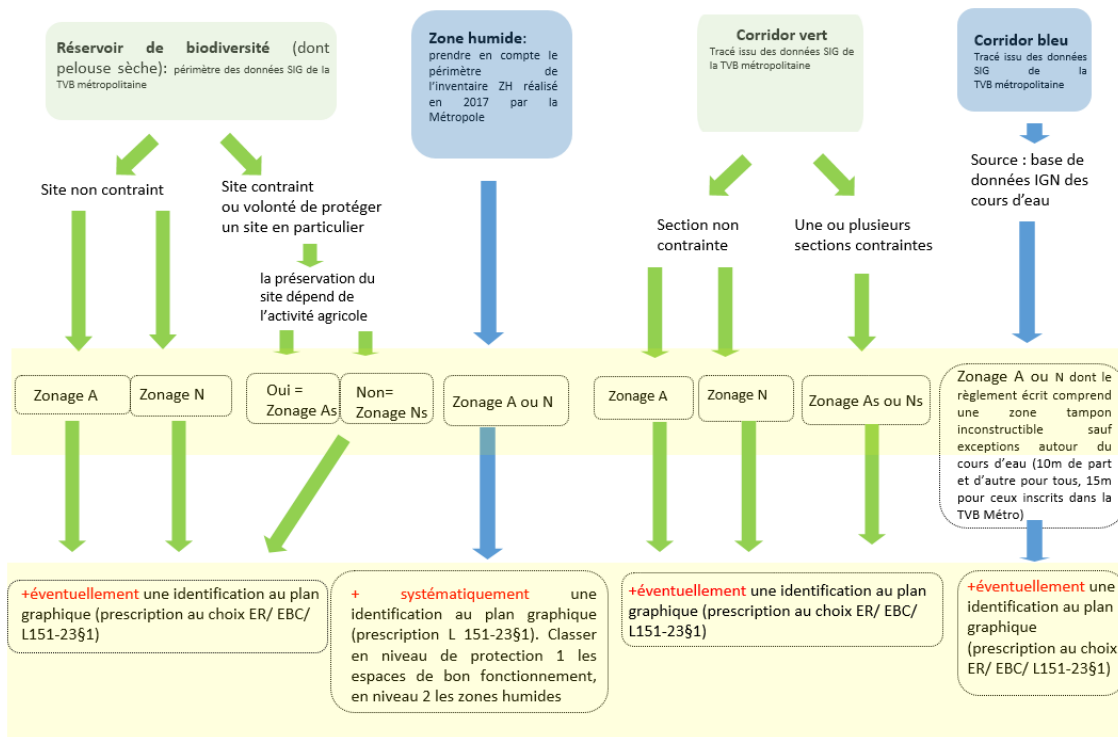 Réservoir de biodiversité (dont
pelouse sèche): périmètre des données SIG de la
TVB métropolitaine
Zone humide:
prendre en compte le
périmètre de
l'inventaire ZH réalisé
en 2017 par la
Métropole
Corridor vert
Tracé issu des données SIG de
la TVB métropolitaine
Corridor bleu
Tracé issu des données
SIG de la
TVB métropolitaine
Site non contraint
Site contraint
ou volonté de protéger
un site en particulier
la préservation du
site dépend de
l'activité agricole
Section non
contrainte
Une ou plusieurs
sections contraintes
Source : base de
données IGN des
cours d'eau
Zonage A
Zonage N
Oui =
Zonage As
Non=
Zonage Ns
Zonage A ou N
Zonage A
Zonage N
Zonage As ou Ns
Zonage A ou N dont le
règlement écrit comprend
une zone tampon
inconstructible sauf
exceptions autour du
cours d'eau (10m de part
et d'autre pour tous, 15m
pour ceux inscrits dans la
TVB Métro)
+éventuellement une identification au plan
graphique (prescription au choix ER/ EBC/
L151-23§1)
+ systématiquement une
identification au plan graphique
(prescription L 151-23§1). Classer
en niveau de protection 1 les
espaces de bon fonctionnement,
en niveau 2 les zones humides
+éventuellement une identification au plan
graphique (prescription au choix ER/ EBC/
L151-23§1)
+éventuellement une
identification au plan
graphique
(prescription au choix
ER/ EBC/ L151-23§1)